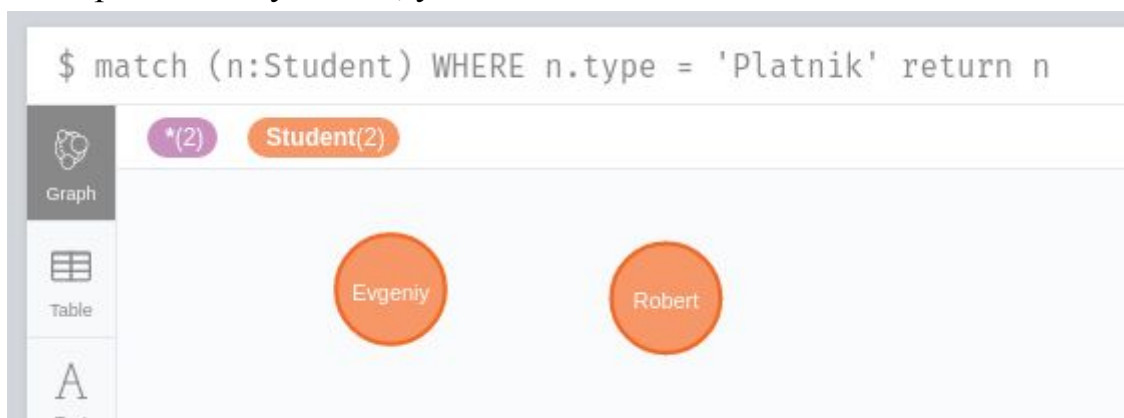 $ match (n:Student) WHERE n.type = 'Platnik' return n
*(2) Student(2)
Graph
Evgeniy
Robert
Table
A